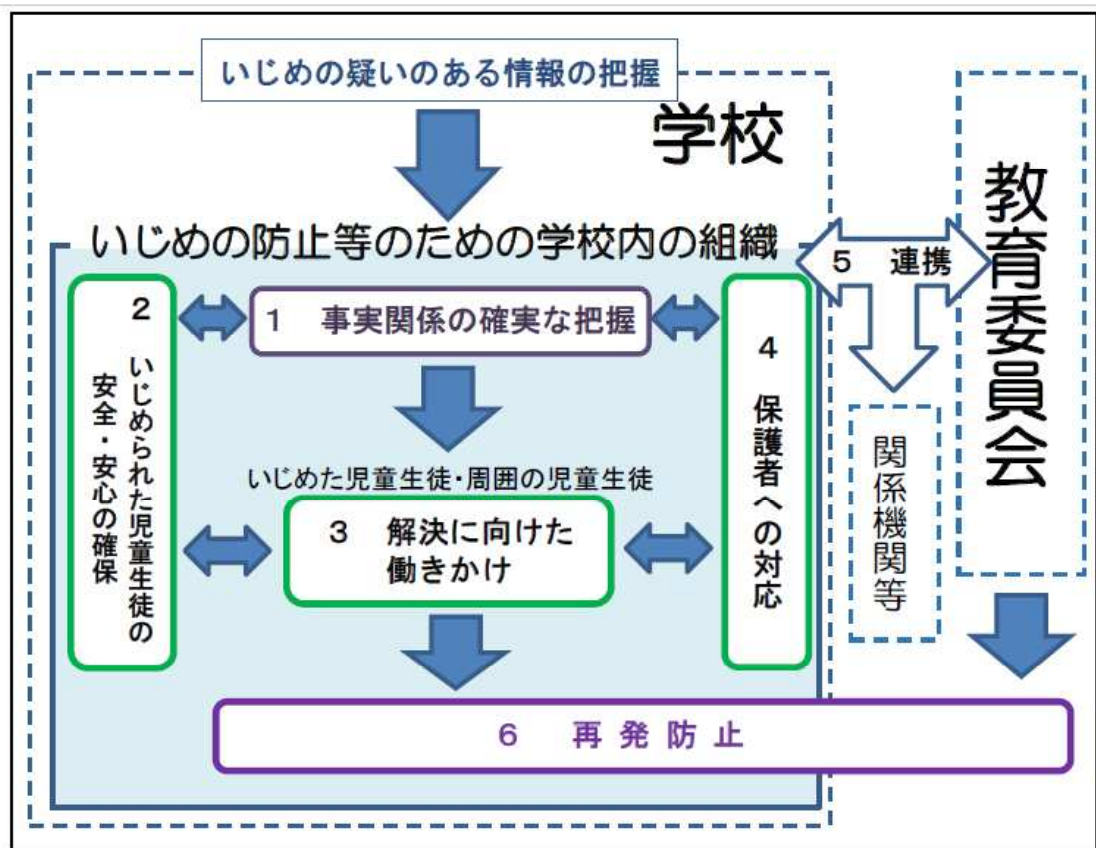 いじめの疑いのある情報の把握
学校
いじめの防止等のための学校内の組織
1 事実関係の確実な把握
2 いじめられた児童生徒の
安全・安心の確保
いじめた児童生徒・周囲の児童生徒
3 解決に向けた
働きかけ
4 保護者への対応
5 連携
関係機関等
教育委員会
6 再発防止